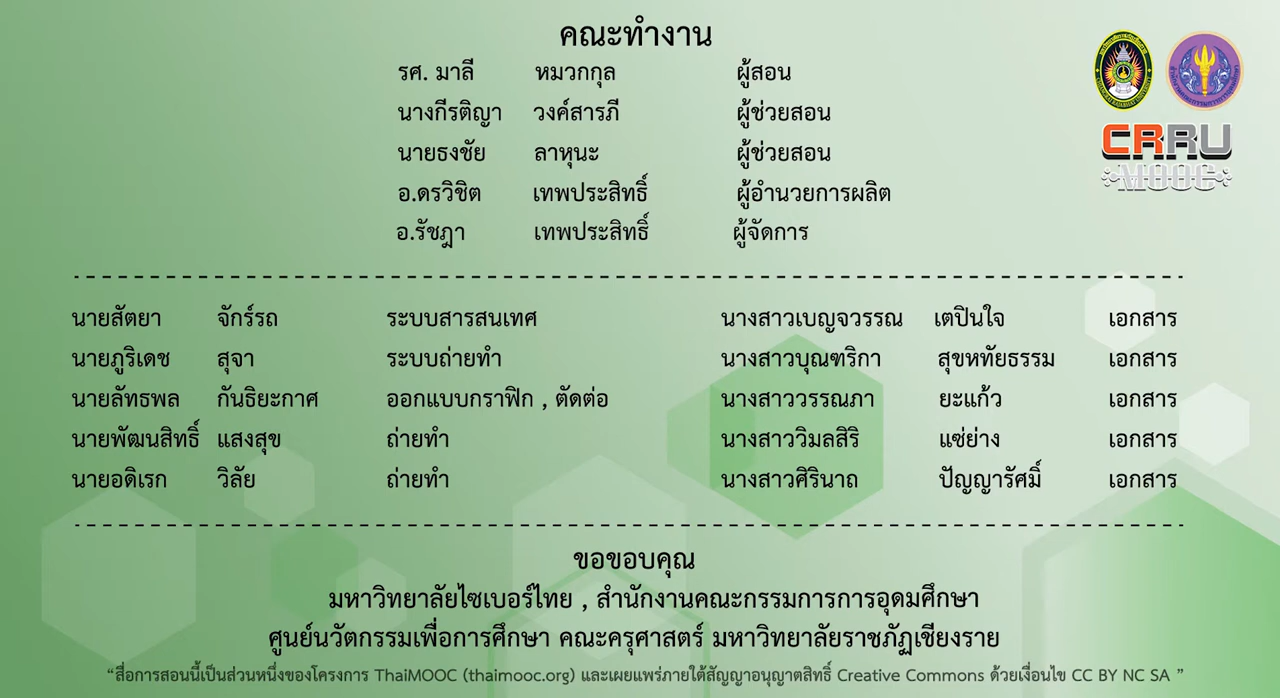 คณะทำงาน
รศ. มาลี หมวกกุล ผู้สอน
นางกีรติญา วงค์สารภี ผู้ช่วยสอน
นายธงชัย ลาหุนะ ผู้ช่วยสอน
อ.ดรวิชิต เทพประสิทธิ์ ผู้อำนวยการผลิต
อ.รัชฎา เทพประสิทธิ์ ผู้จัดการ
CRRU
MOOC
นายสัตยา จักร์รถ ระบบสารสนเทศ นางสาวเบญจวรรณ เตปินใจ เอกสาร
นายภูริเดช สุจา ระบบถ่ายทำ นางสาวบุณฑริกา สุขหทัยธรรม เอกสาร
นายลัทธพล กันธิยะกาศ ออกแบบกราฟิก , ตัดต่อ นางสาววรรณภา ยะแก้ว เอกสาร
นายพัฒนสิทธิ์ แสงสุข ถ่ายทำ นางสาววิมลสิริ แซ่ย่าง เอกสาร
นายอดิเรก วิลัย ถ่ายทำ นางสาวศิรินาถ ปัญญารัศมิ์ เอกสาร
ขอขอบคุณ
มหาวิทยาลัยไซเบอร์ไทย , สำนักงานคณะกรรมการการอุดมศึกษา
ศูนย์นวัตกรรมเพื่อการศึกษา คณะครุศาสตร์ มหาวิทยาลัยราชภัฏเชียงราย
“สื่อการสอนนี้เป็นส่วนหนึ่งของโครงการ ThaiMOOC (thaimooc.org) และเผยแพร่ภายใต้สัญญาอนุญาตสิทธิ์ Creative Commons ด้วยเงื่อนไข CC BY NC SA ”